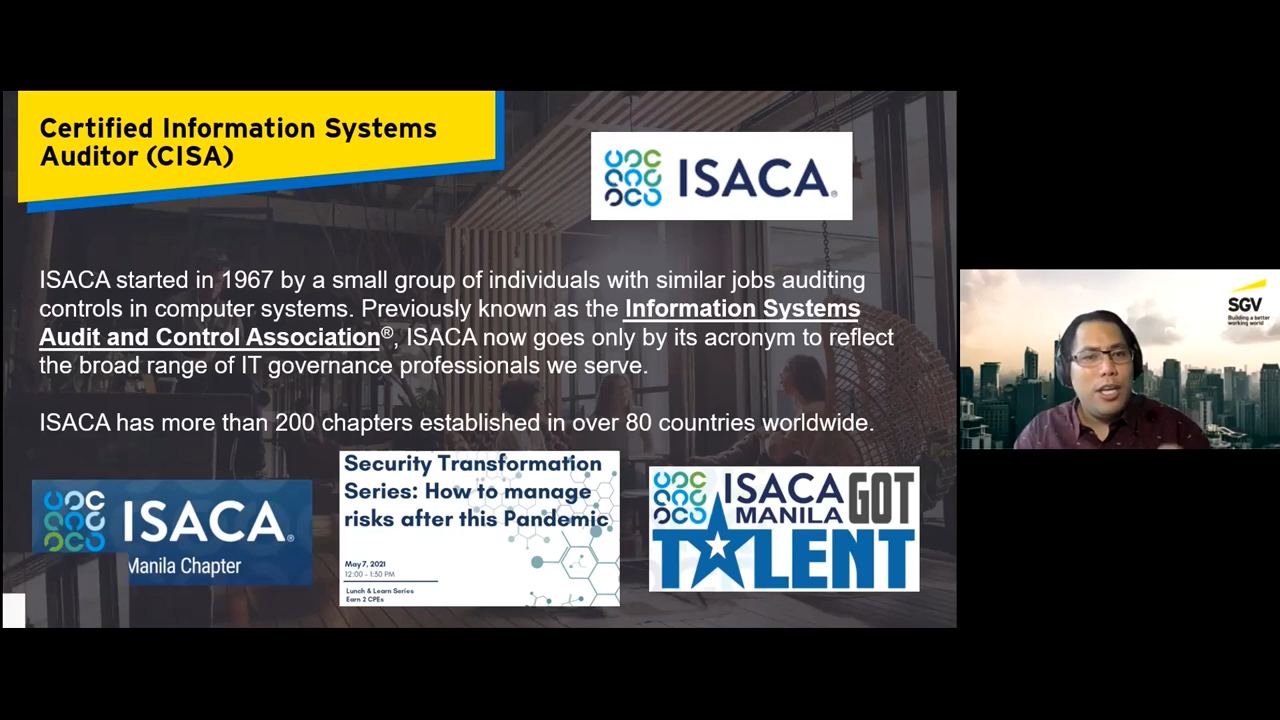 Certified Information Systems
Auditor (CISA)
ISACA®
ISACA started in 1967 by a small group of individuals with similar jobs auditing
controls in computer systems. Previously known as the Information Systems
Audit and Control Association®, ISACA now goes only by its acronym to reflect
the broad range of IT governance professionals we serve.
ISACA has more than 200 chapters established in over 80 countries worldwide.
ISACA®
Manila Chapter
Security Transformation
Series: How to manage
risks after this Pandemic
May 7, 2021
12:00 - 1:30 PM
Lunch & Learn Series
Earn 2 CPEs
ISACA GOT
MANILA
TALENT
SGV
Building a better
working world